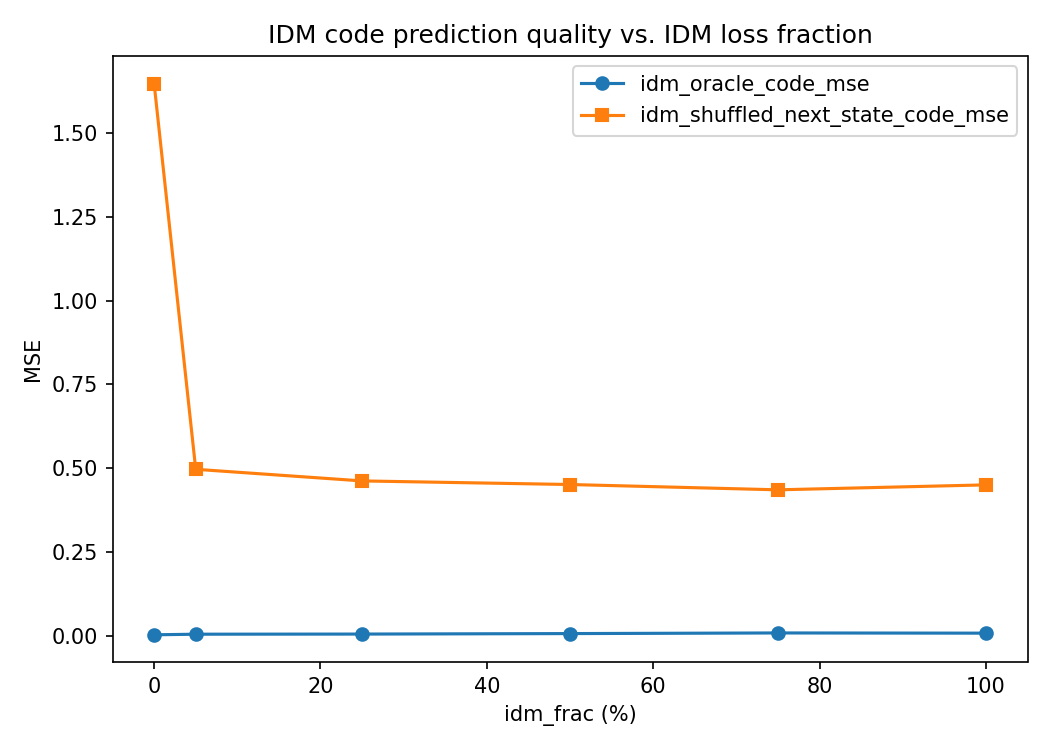 IDM code prediction quality vs. IDM loss fraction
idm_oracle_code_mse
idm_shuffled_next_state_code_mse
1.50
1.25
1.00
0.75
0.50
0.25
0.00
MSE
0 20 40 60 80 100
idm_frac (%)